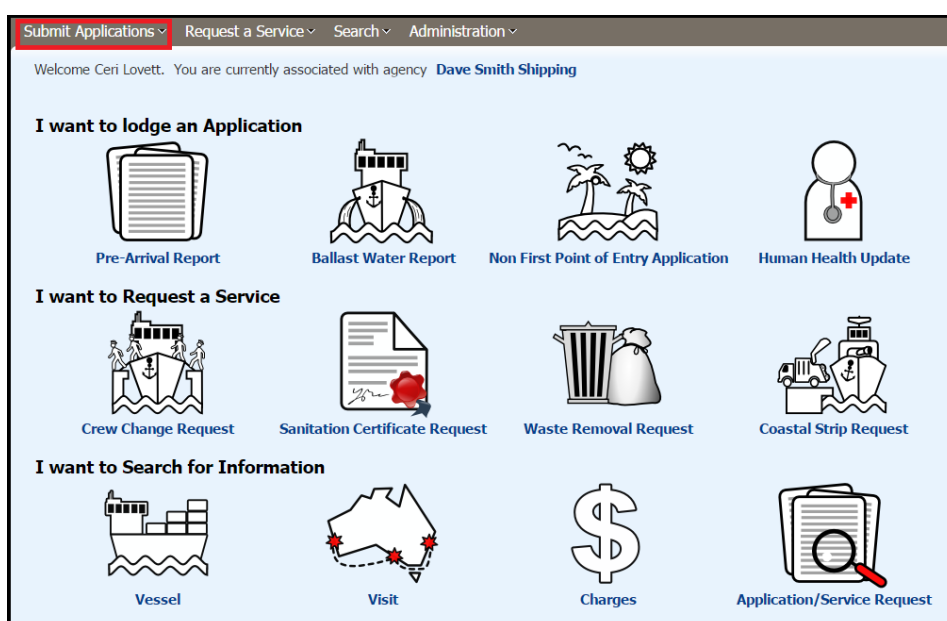 Submit Applications Request a Service Search Administration
Welcome Ceri Lovett. You are currently associated with agency Dave Smith Shipping
I want to lodge an Application
Pre-Arrival Report Ballast Water Report Non First Point of Entry Application Human Health Update
I want to Request a Service
Crew Change Request Sanitation Certificate Request Waste Removal Request Coastal Strip Request
I want to Search for Information
$
Vessel Visit Charges Application/Service Request